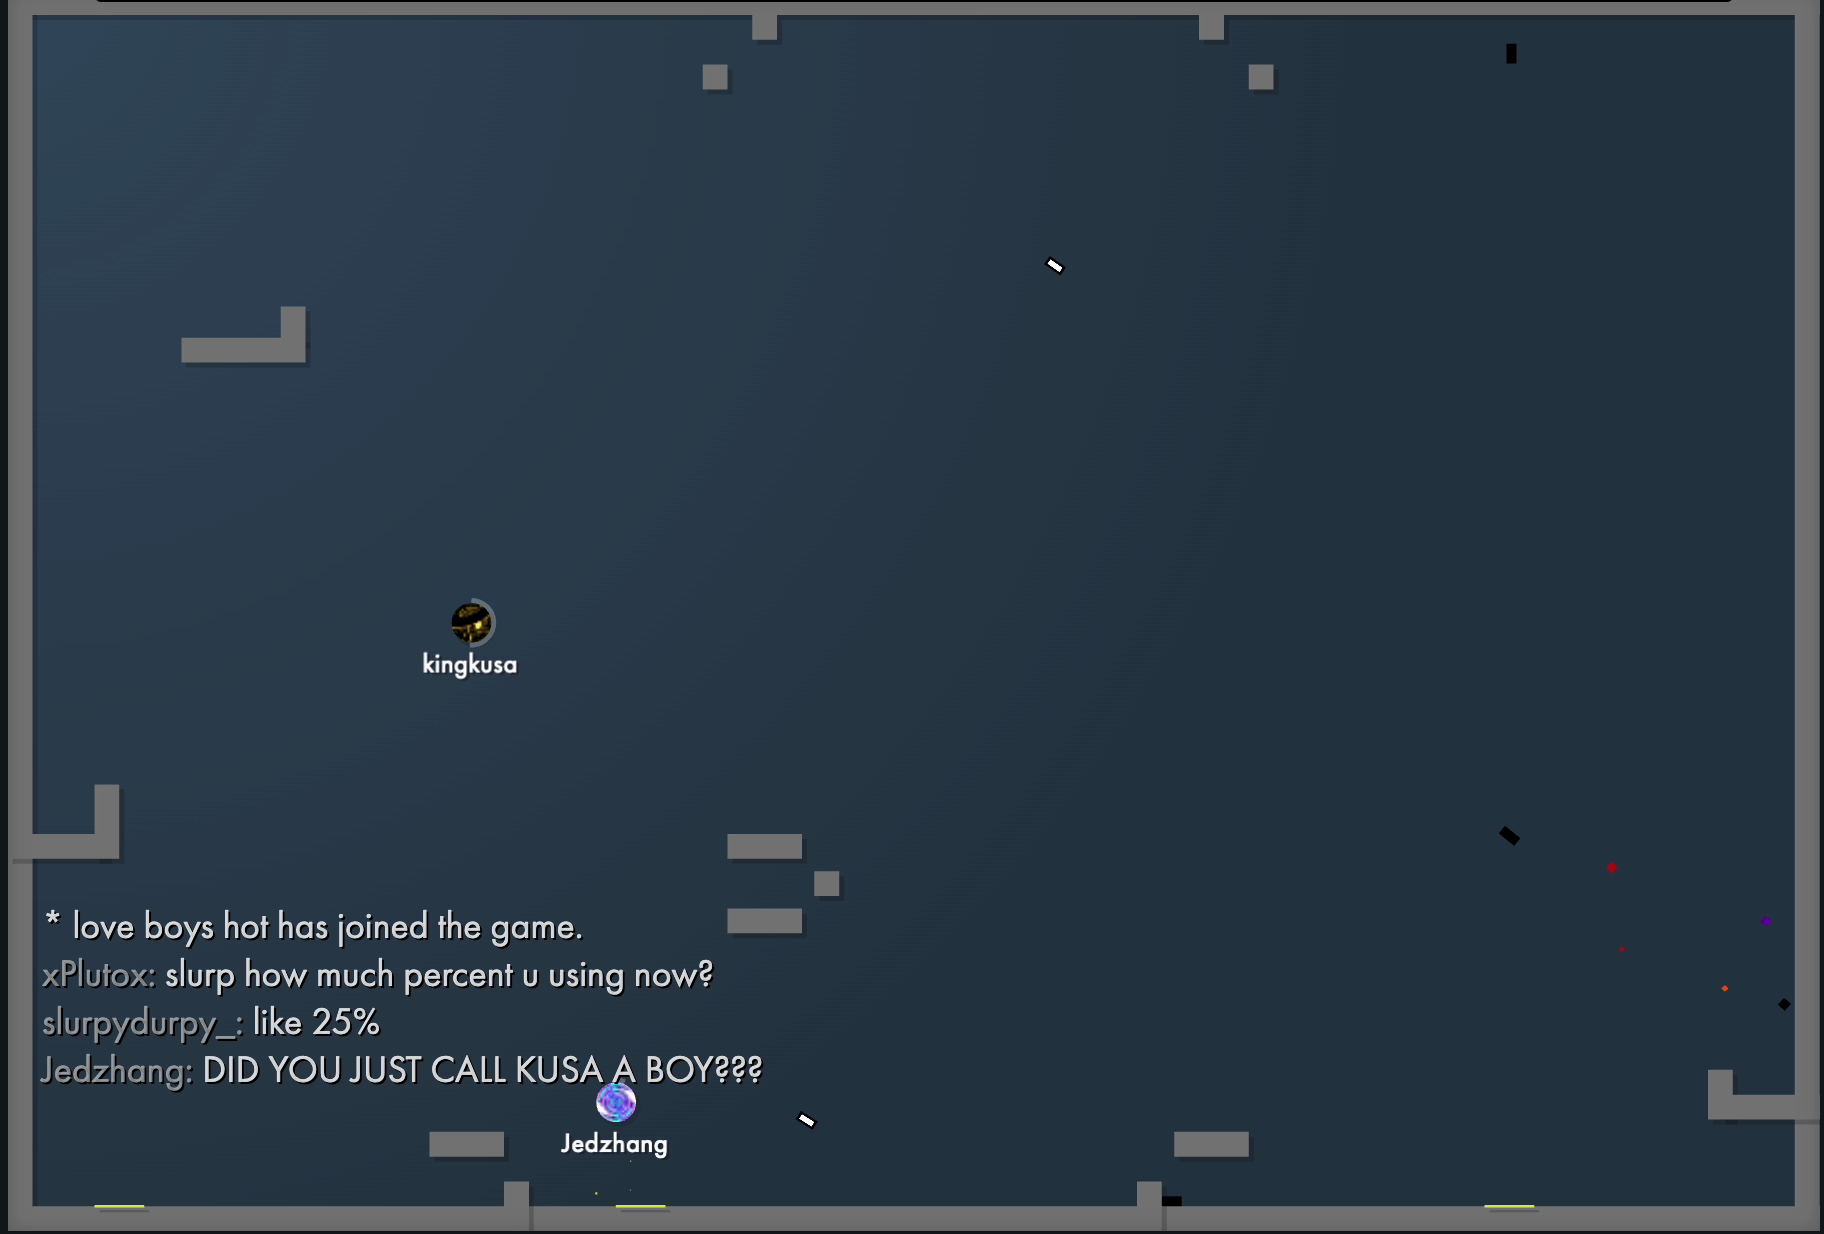 kingkusa
* love boys hot has joined the game.
xPlutox: slurp how much percent u using now?
slurpydurpy_: like 25%
Jedzhang: DID YOU JUST CALL KUSA A BOY???
Jedzhang